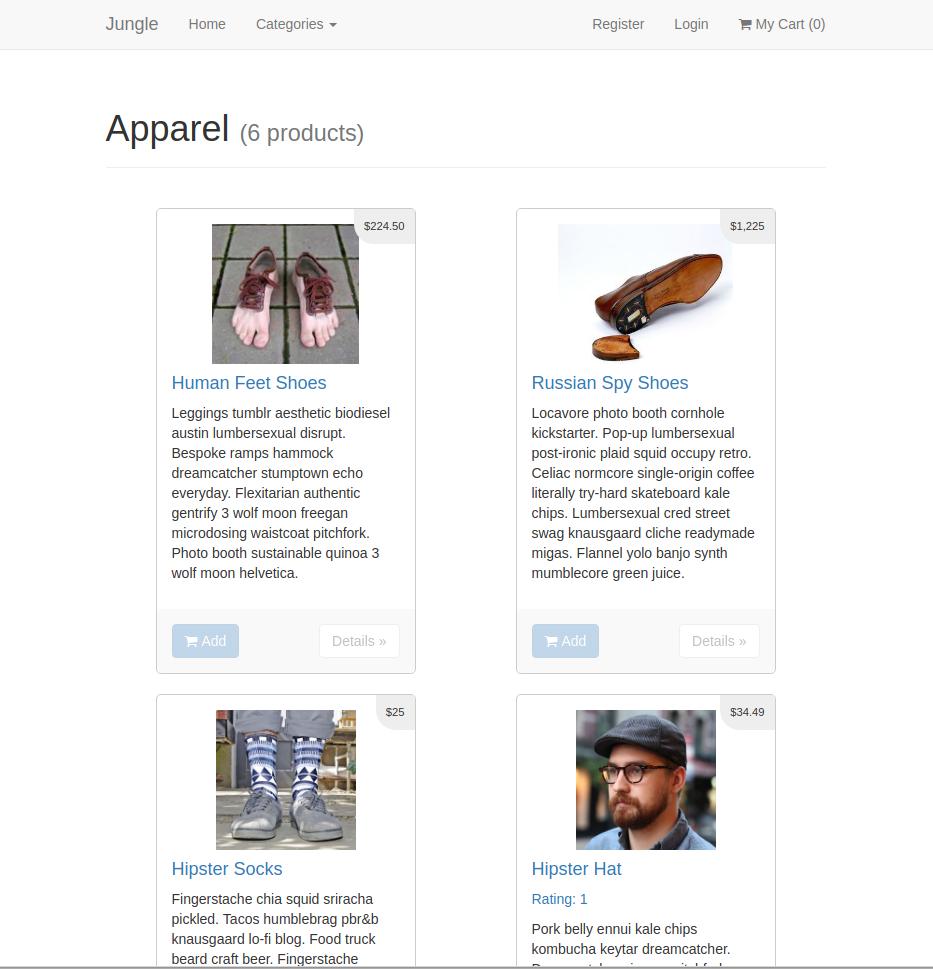 Jungle Home Categories Register Login My Cart (0)
Apparel (6 products)
$224.50
Human Feet Shoes
Leggings tumblr aesthetic biodiesel
austin lumbersexual disrupt.
Bespoke ramps hammock
dreamcatcher stumptown echo
everyday. Flexitarian authentic
gentrify 3 wolf moon freegan
microdosing waistcoat pitchfork.
Photo booth sustainable quinoa 3
wolf moon helvetica.
Add Details »
$1,225
Russian Spy Shoes
Locavore photo booth cornhole
kickstarter. Pop-up lumbersexual
post-ironic plaid squid occupy retro.
Celiac normcore single-origin coffee
literally try-hard skateboard kale
chips. Lumbersexual cred street
swag knausgaard cliche readymade
migas. Flannel yolo banjo synth
mumblecore green juice.
Add Details »
$25
Hipster Socks
Fingerstache chia squid sriracha
pickled. Tacos humblebrag pbr&b
knausgaard lo-fi blog. Food truck
beard craft beer. Fingerstache
$34.49
Hipster Hat
Rating: 1
Pork belly ennui kale chips
kombucha keytar dreamcatcher.